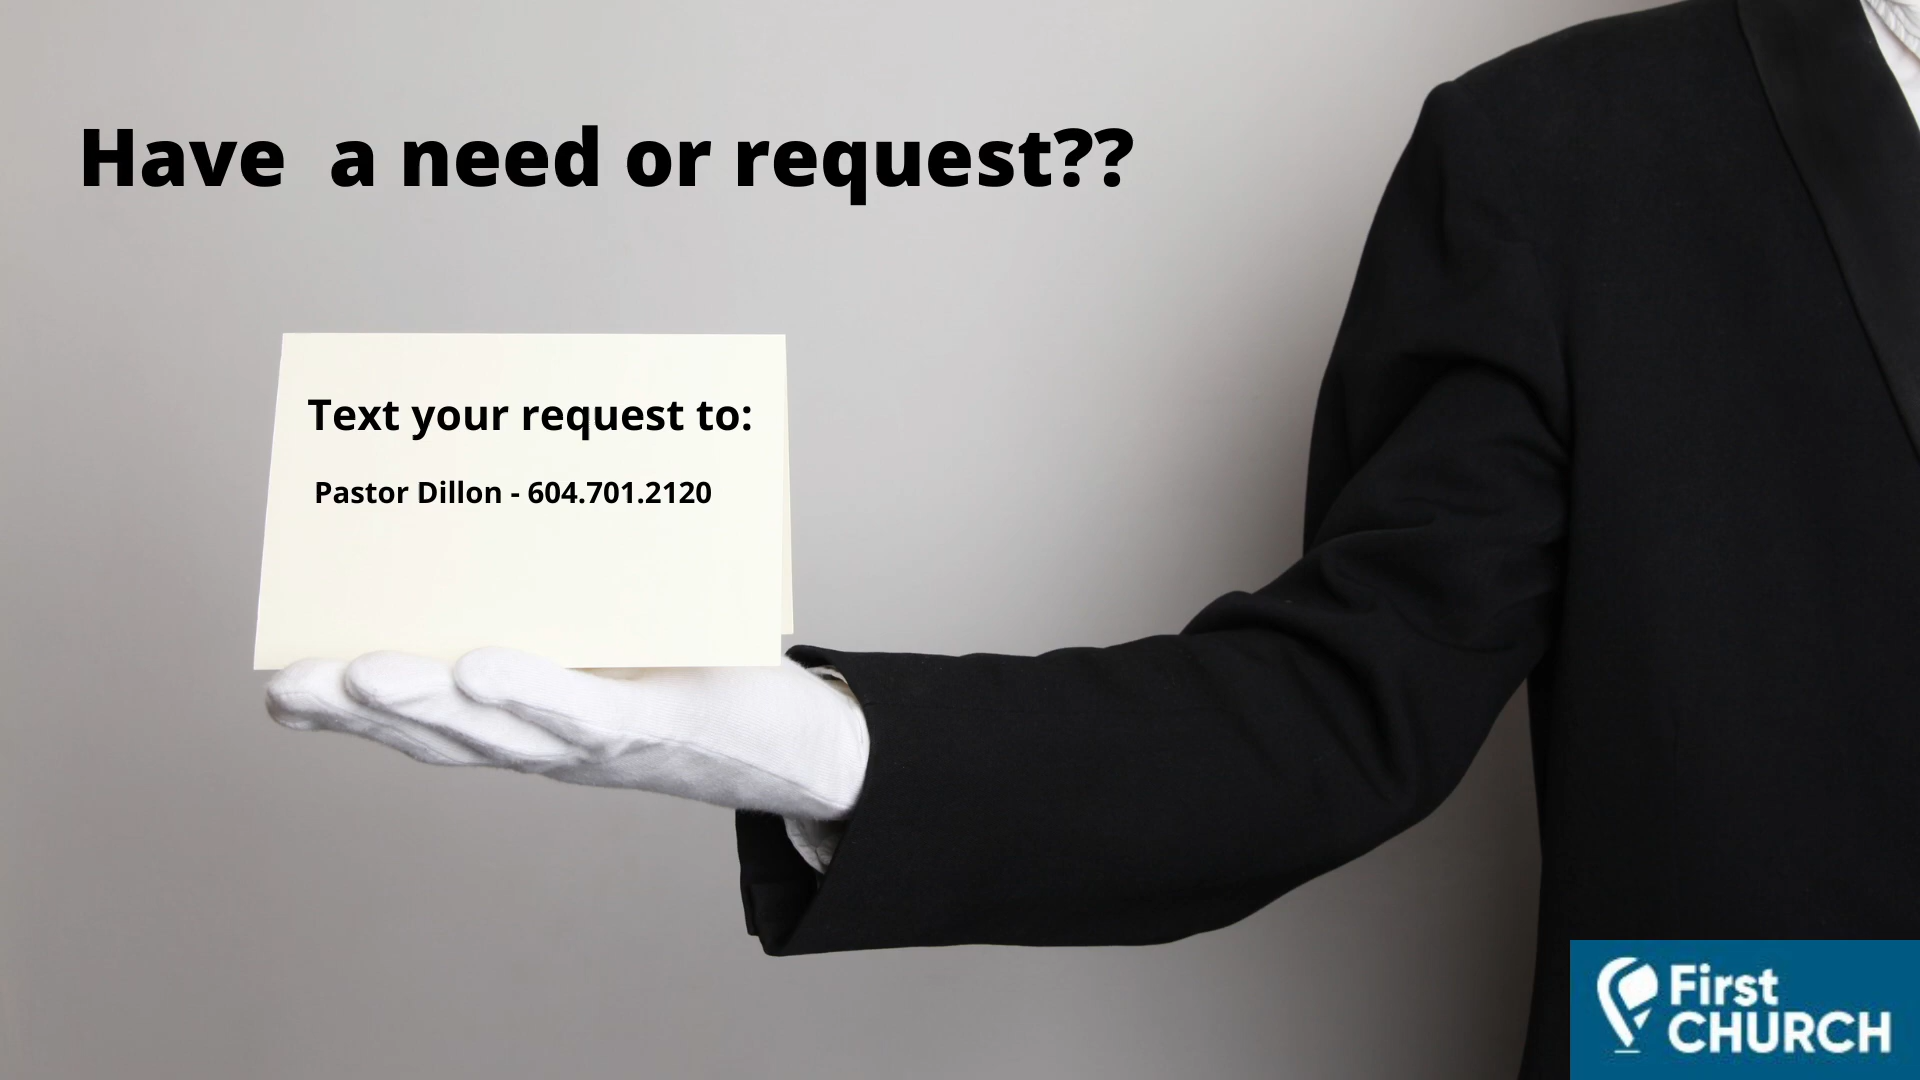 Have  a need or request??
Text your request to:
Pastor Dillon - 604.701.2120
First
CHURCH